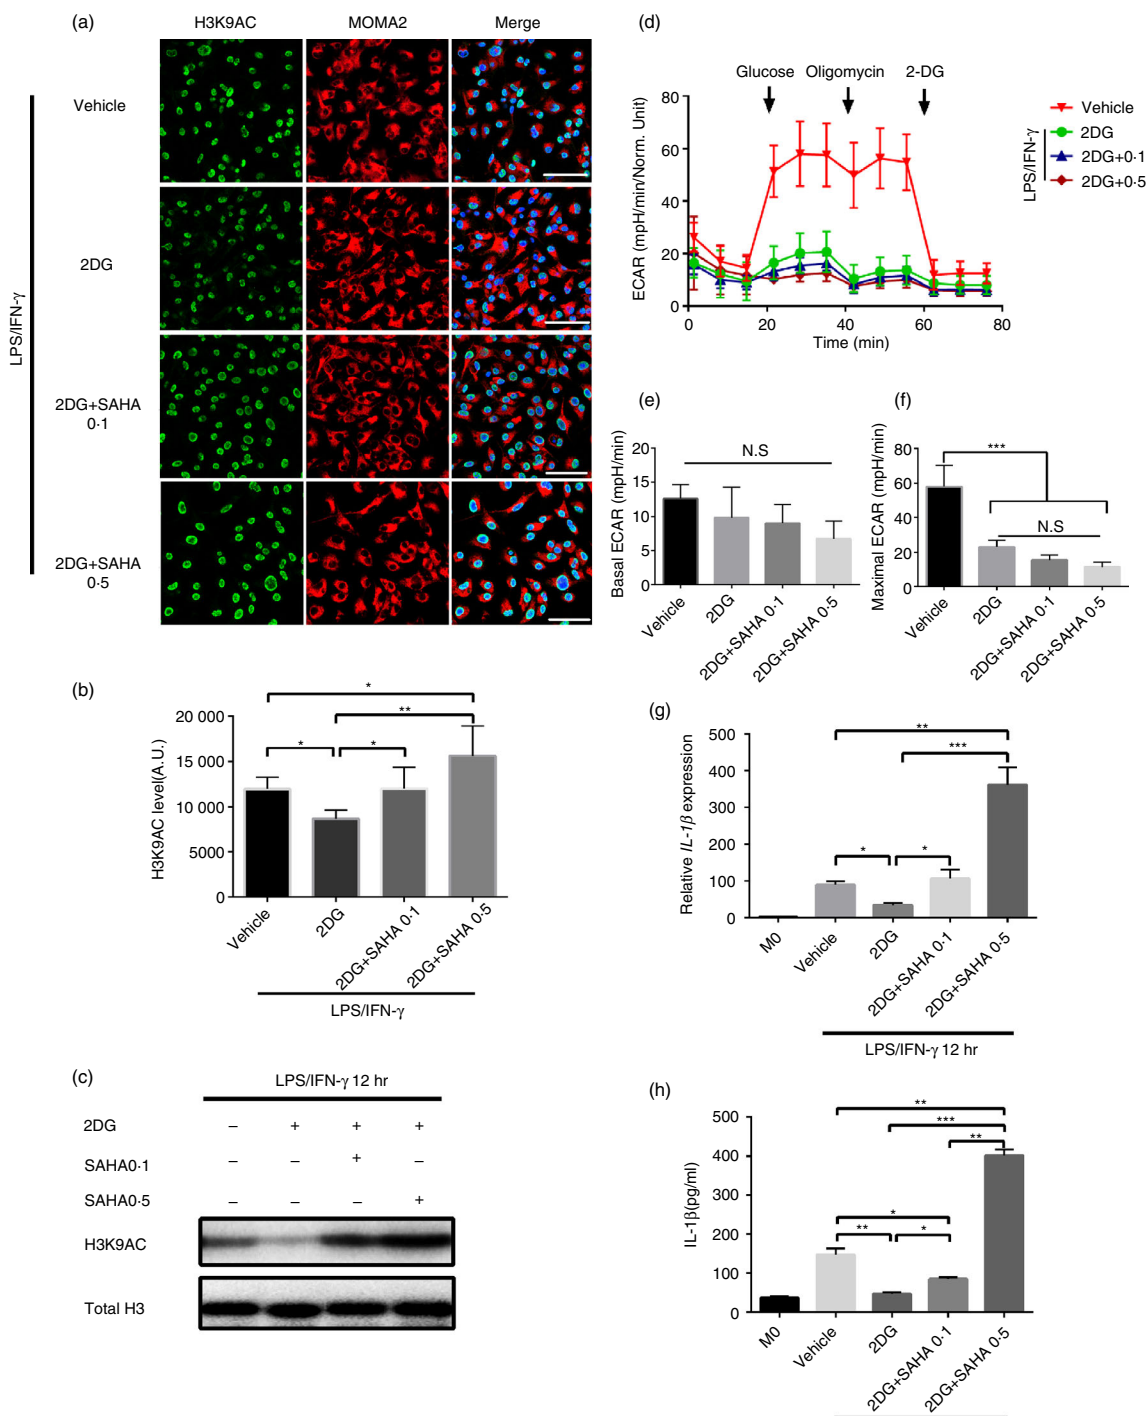 (a)
H3K9AC MOMA2 Merge
LPS/IFN-γ
Vehicle
2DG
2DG+SAHA
0·1
2DG+SAHA
0·5
(b)
H3K9AC level(A.U.)
20 000
15 000
10 000
5000
0
*
**
* *
Vehicle 2DG 2DG+SAHA 0·1 2DG+SAHA 0·5
LPS/IFN-γ
(c)
LPS/IFN-γ 12 hr
2DG – + + +
SAHA0·1 – – + –
SAHA0·5 – – – +
H3K9AC
Total H3
(d)
Glucose Oligomycin 2-DG
ECAR (mpH/min/Norm. Unit)
80
60
40
20
0
0 20 40 60 80
Time (min)
Vehicle
LPS/IFN-γ
2DG
2DG+0·1
2DG+0·5
(e)
Basal ECAR (mpH/min)
20
15
10
5
0
N.S
Vehicle 2DG 2DG+SAHA 0·1 2DG+SAHA 0·5
(f)
Maximal ECAR (mpH/min)
80
60
40
20
0
***
N.S
Vehicle 2DG 2DG+SAHA 0·1 2DG+SAHA 0·5
(g)
Relative IL-1β expression
500
400
300
200
100
0
**
***
* *
M0 Vehicle 2DG 2DG+SAHA 0·1 2DG+SAHA 0·5
LPS/IFN-γ 12 hr
(h)
IL-1β(pg/ml)
500
400
300
200
100
0
**
***
**
*
** *
M0 Vehicle 2DG 2DG+SAHA 0·1 2DG+SAHA 0·5